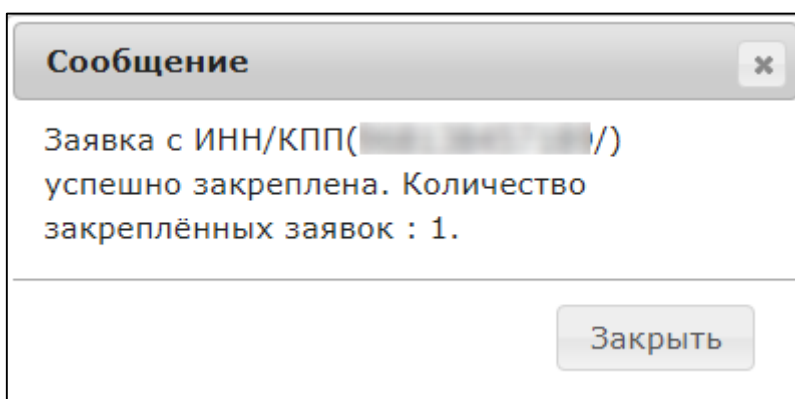 Сообщение
Заявка с ИНН/КПП( /)
успешно закреплена. Количество
закреплённых заявок : 1.
Закрыть